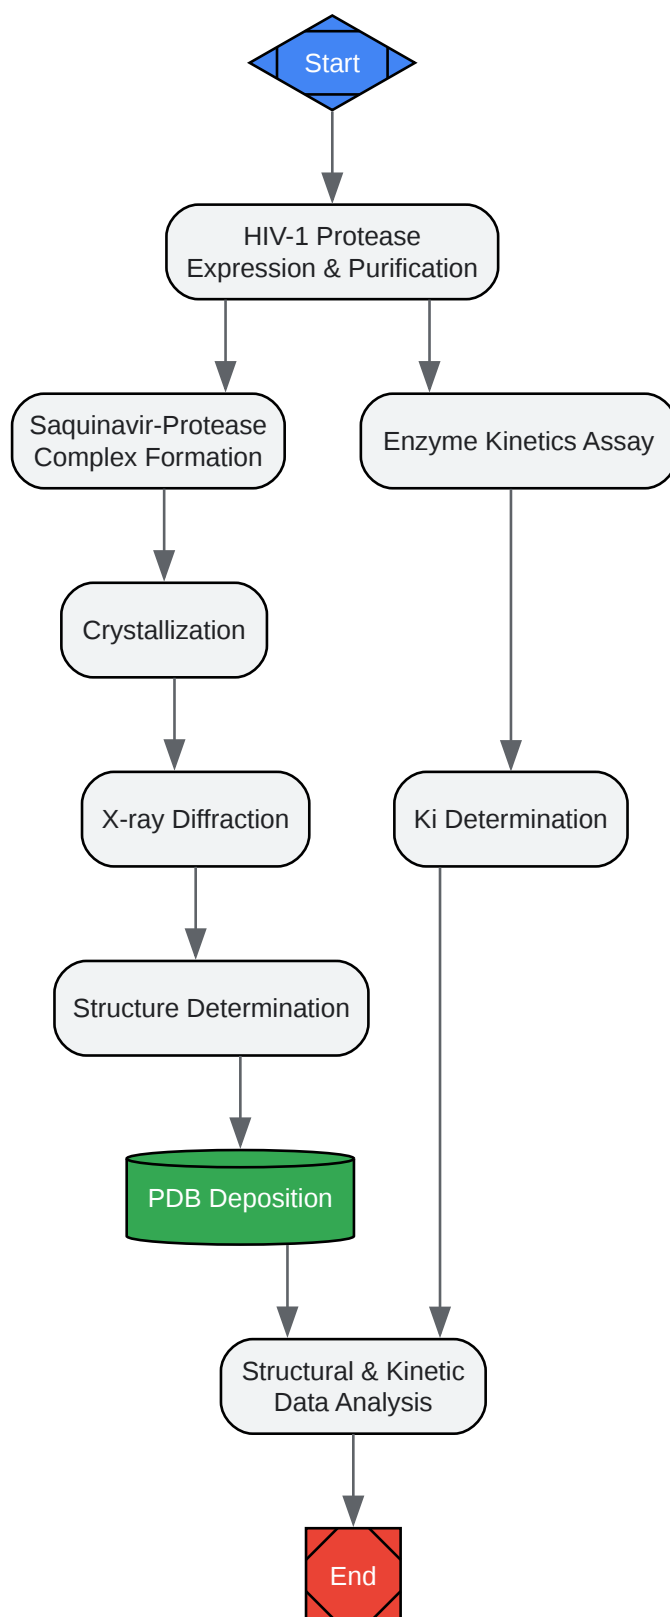 Start
HIV-1 Protease
Expression & Purification
Saquinavir-Protease
Complex Formation
Enzyme Kinetics Assay
Crystallization
X-ray Diffraction
Ki Determination
Structure Determination
PDB Deposition
Structural & Kinetic
Data Analysis
End